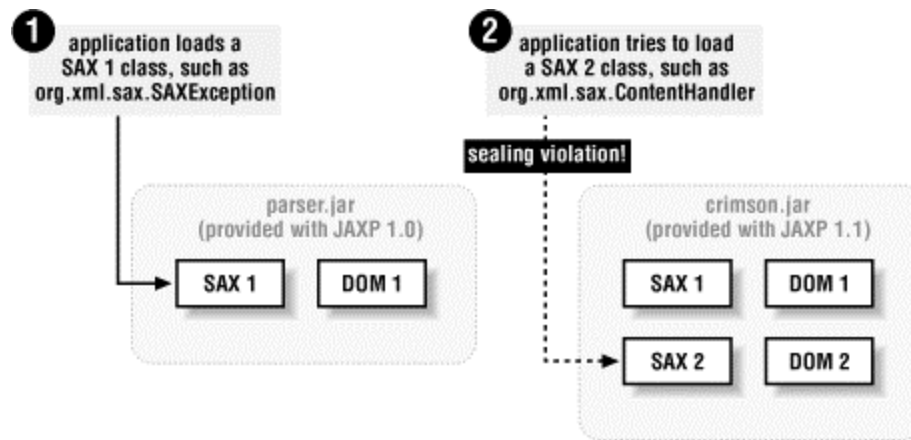 1
application loads a
SAX 1 class, such as
org.xml.sax.SAXException
2
application tries to load
a SAX 2 class, such as
org.xml.sax.ContentHandler
sealing violation!
parser.jar
(provided with JAXP 1.0)
SAX 1
DOM 1
crimson.jar
(provided with JAXP 1.1)
SAX 1
DOM 1
SAX 2
DOM 2